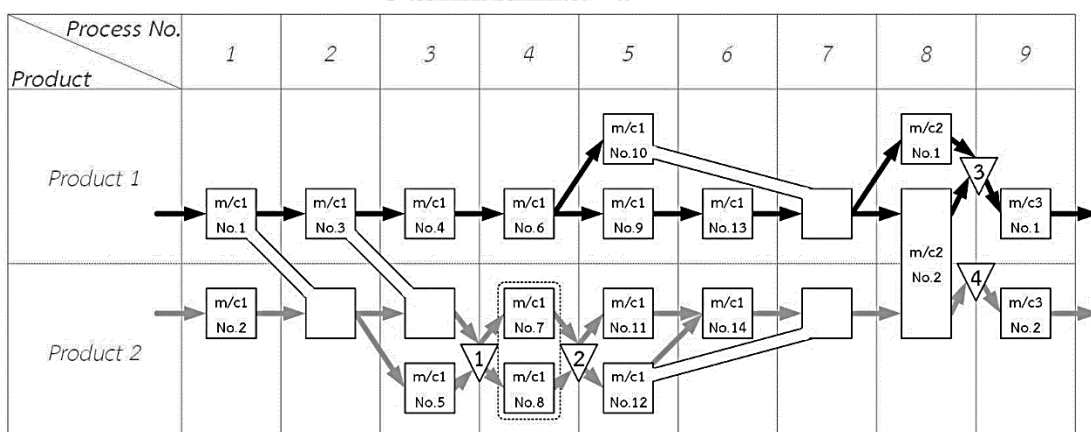 Process No.
Product
1 2 3 4 5 6 7 8 9
Product 1
m/c1
No.10
m/c2
No.1
3
m/c1
No.1
m/c1
No.3
m/c1
No.4
m/c1
No.6
m/c1
No.9
m/c1
No.13
m/c3
No.1
m/c2
No.2
Product 2
m/c1
No.2
m/c1
No.7
m/c1
No.11
m/c1
No.14
4
m/c3
No.2
1
2
m/c1
No.5
m/c1
No.8
m/c1
No.12